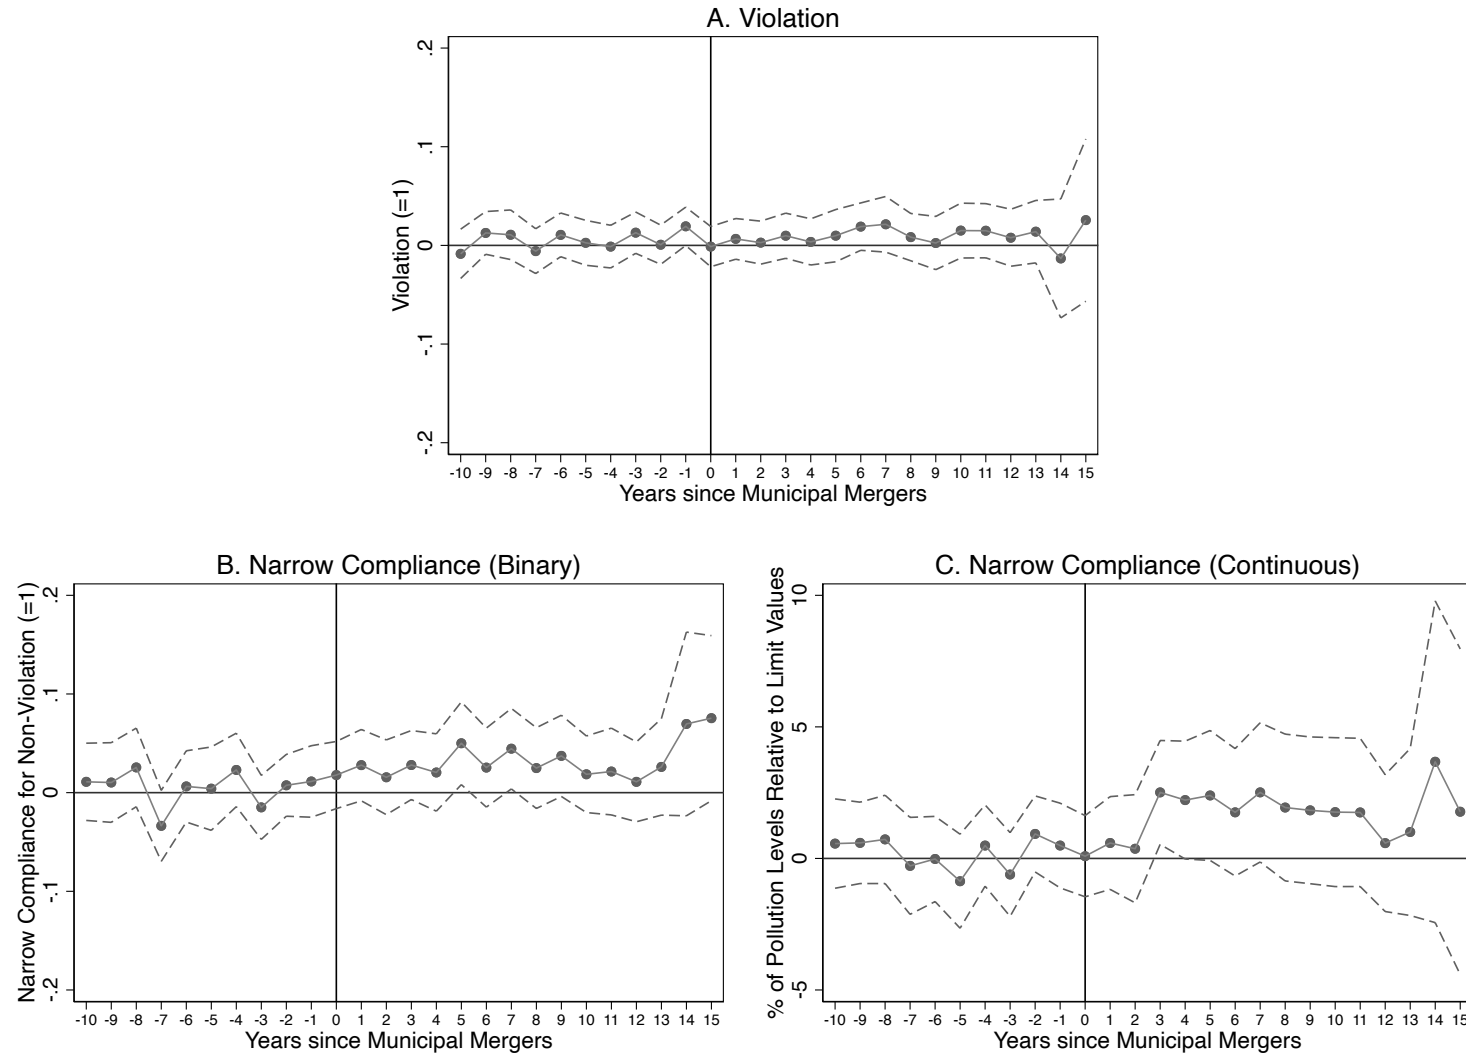 A. Violation
Violation (=1)
.2
.1
0
-.1
-.2
-10 -9 -8 -7 -6 -5 -4 -3 -2 -1 0 1 2 3 4 5 6 7 8 9 10 11 12 13 14 15
Years since Municipal Mergers
B. Narrow Compliance (Binary)
Narrow Compliance for Non-Violation (=1)
.2
.1
0
-.1
-.2
-10 -9 -8 -7 -6 -5 -4 -3 -2 -1 0 1 2 3 4 5 6 7 8 9 10 11 12 13 14 15
Years since Municipal Mergers
C. Narrow Compliance (Continuous)
% of Pollution Levels Relative to Limit Values
10
5
0
-5
-10 -9 -8 -7 -6 -5 -4 -3 -2 -1 0 1 2 3 4 5 6 7 8 9 10 11 12 13 14 15
Years since Municipal Mergers